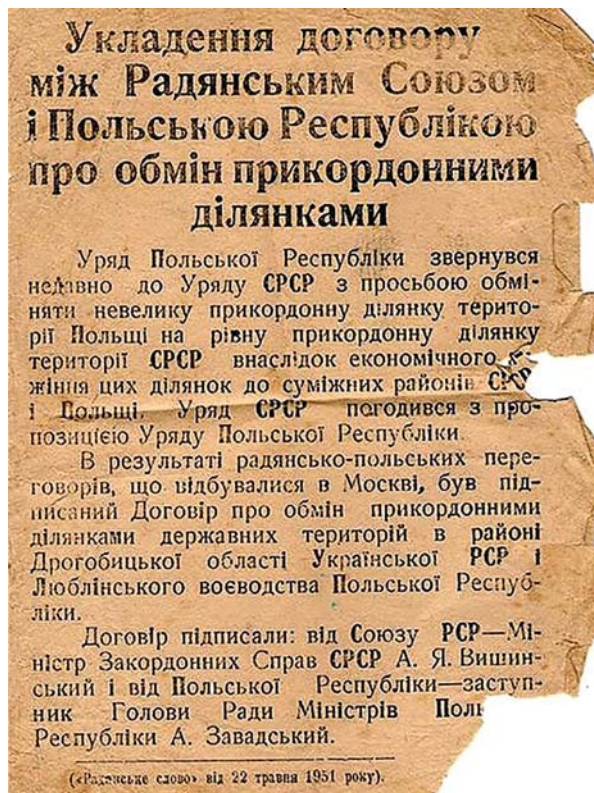 Укладення договору
між Радянським Союзом
і Польською Республікою
про обмін прикордонними
ділянками
Уряд Польської Республіки звернувся
недавно до Уряду СРСР з просьбою обмі-
няти невелику прикордонну ділянку терито-
рії Польщі на рівну прикордонну ділянку
території СРСР внаслідок економічного
жіння цих ділянок до суміжних районів СРСР
і Польщі. Уряд СРСР погодився з про-
позицією Уряду Польської Республіки.
В результаті радянсько-польських пере-
говорів, що відбувалися в Москві, був під-
писаний Договір про обмін прикордонними
ділянками державних територій в районі
Дрогобицької області Української РСР і
Люблінського воєводства Польської Респуб-
ліки.
Договір підписали: від Союзу РСР—Мі-
ністр Закордонних Справ СРСР А. Я. Вишин-
ський і від Польської Республіки—заступ-
ник Голови Ради Міністрів Поль
Республіки А. Завадський.
(«Радянське слово» від 22 травня 1951 року).